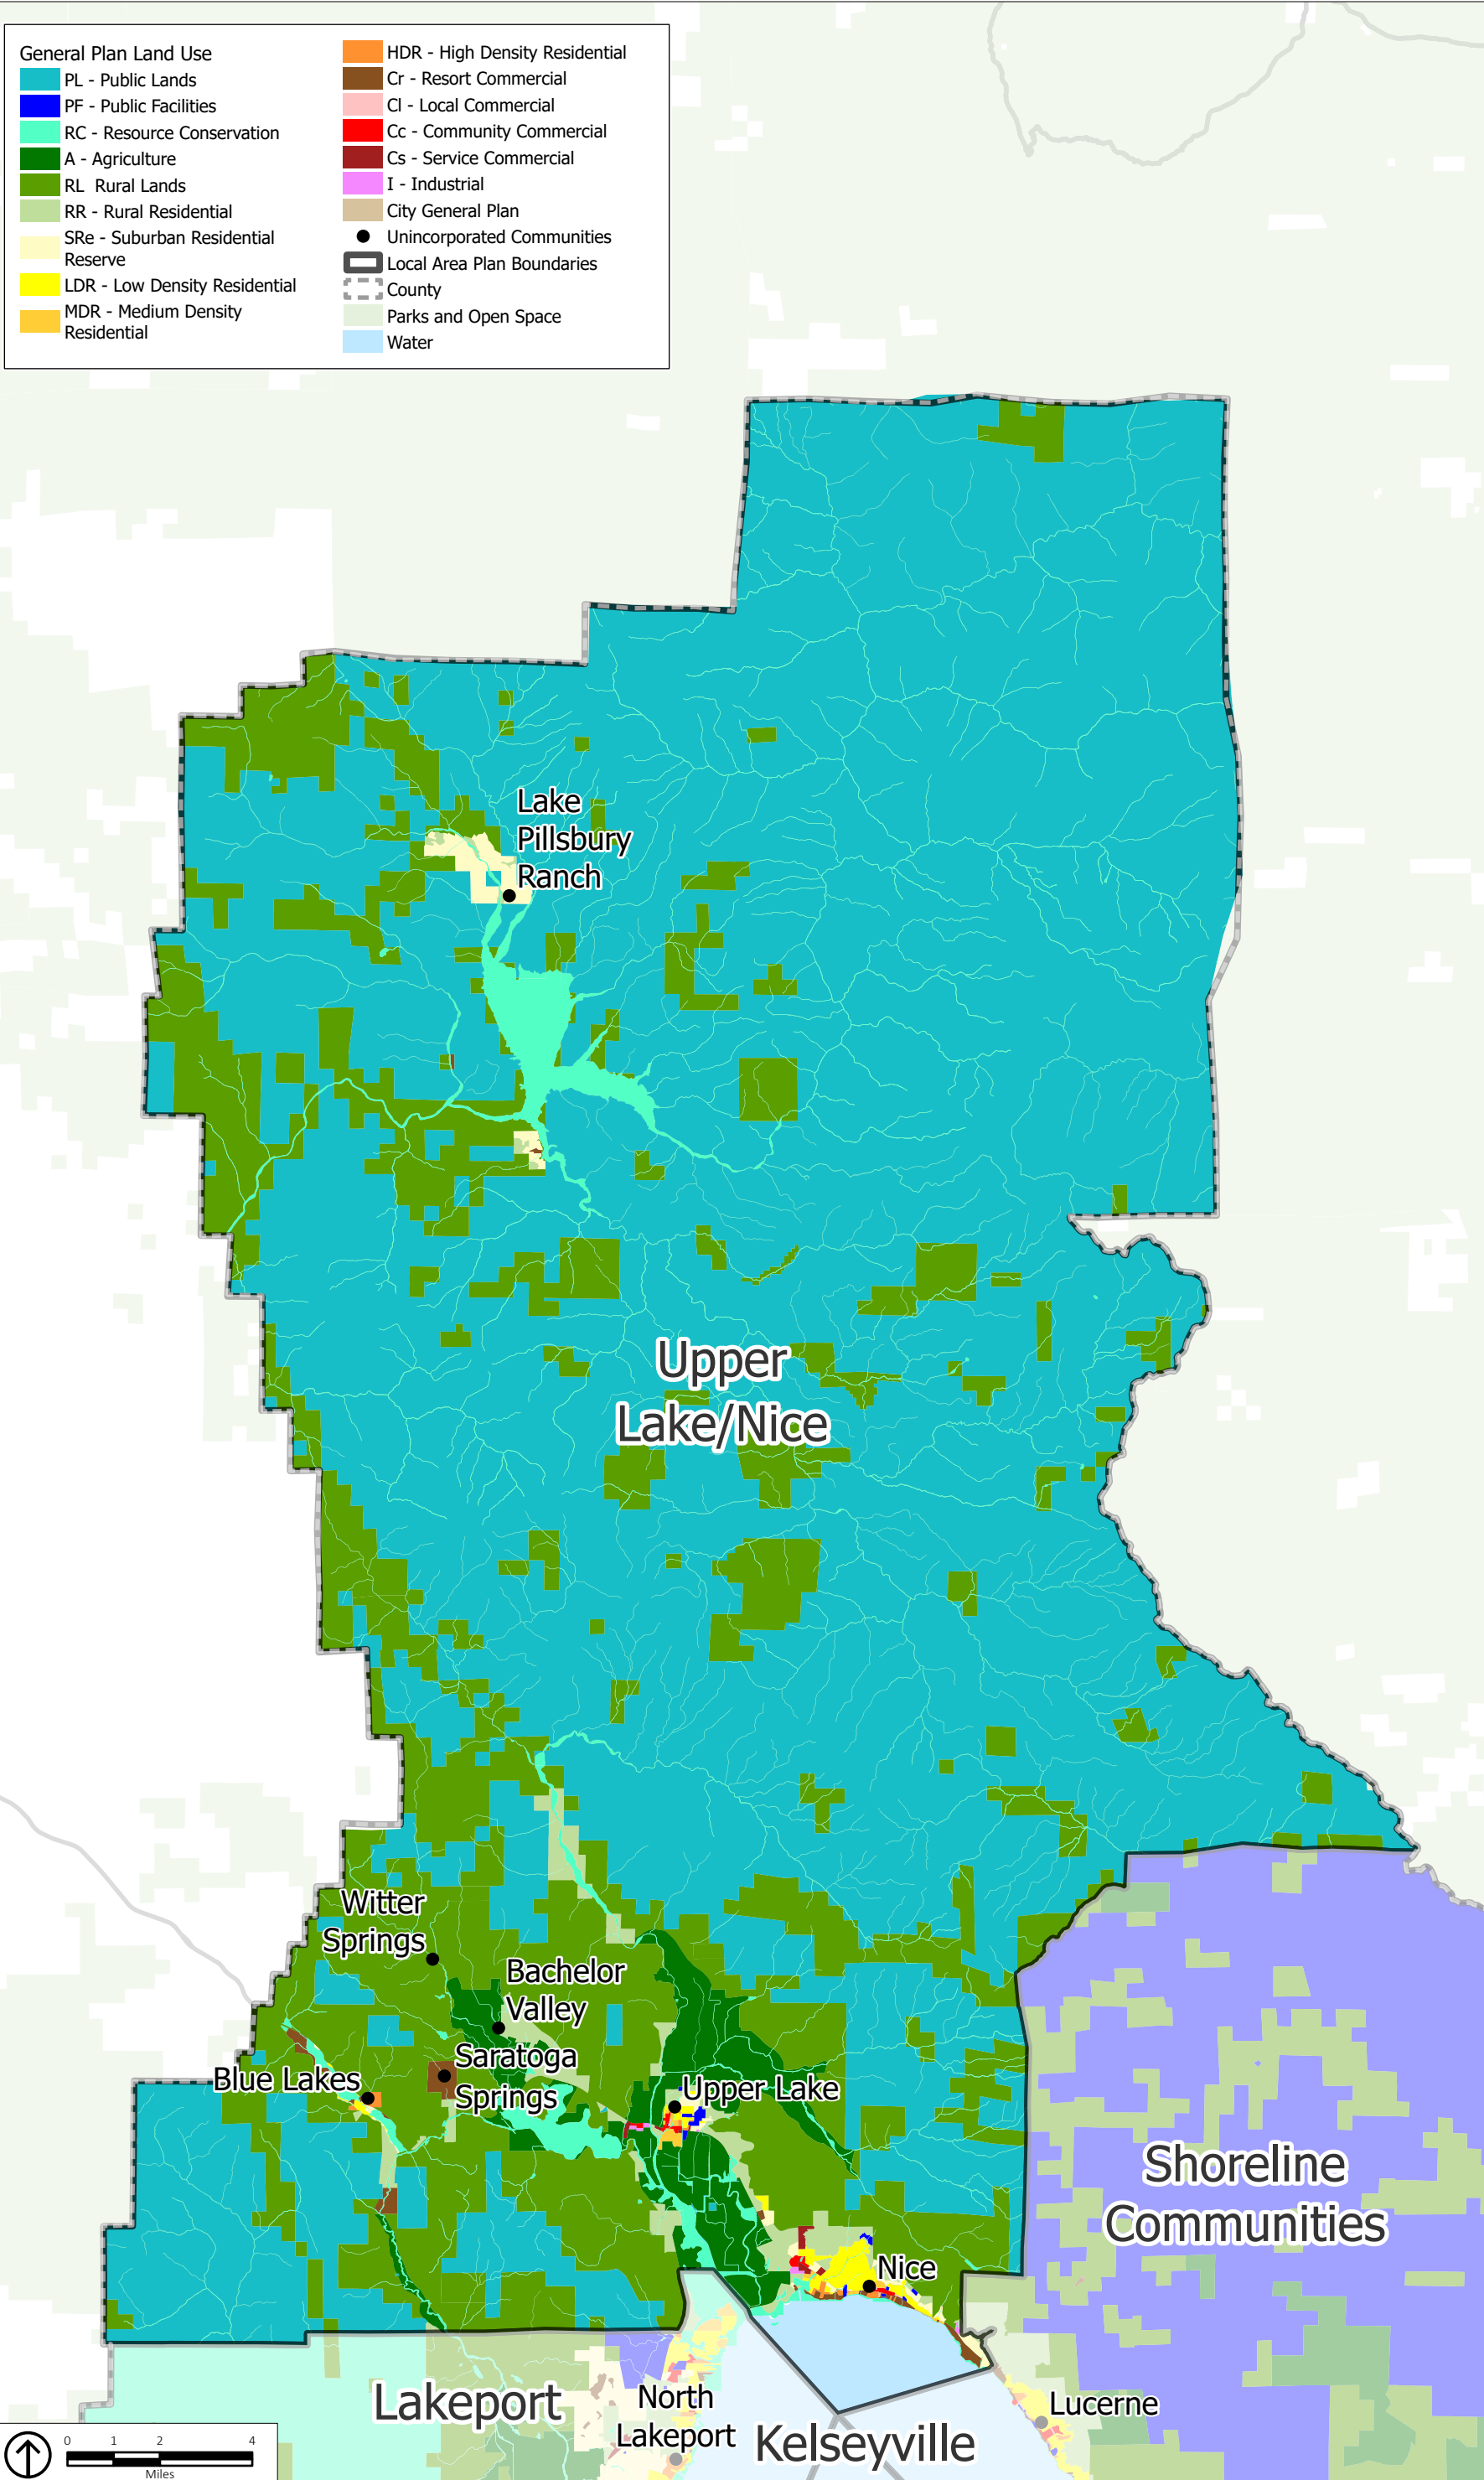 General Plan Land Use
PL - Public Lands
PF - Public Facilities
RC - Resource Conservation
A - Agriculture
RL  Rural Lands
RR - Rural Residential
SRe - Suburban Residential
Reserve
LDR - Low Density Residential
MDR - Medium Density
Residential
HDR - High Density Residential
Cr - Resort Commercial
Cl - Local Commercial
Cc - Community Commercial
Cs - Service Commercial
I - Industrial
City General Plan
Unincorporated Communities
Local Area Plan Boundaries
County
Parks and Open Space
Water
Lake
Pillsbury
Ranch
Upper
Lake/Nice
Witter
Springs
Bachelor
Valley
Saratoga
Springs
Blue Lakes
Upper Lake
Shoreline
Communities
Nice
Lakeport
North
Lakeport
Kelseyville
Lucerne
0 1 2 4
Miles